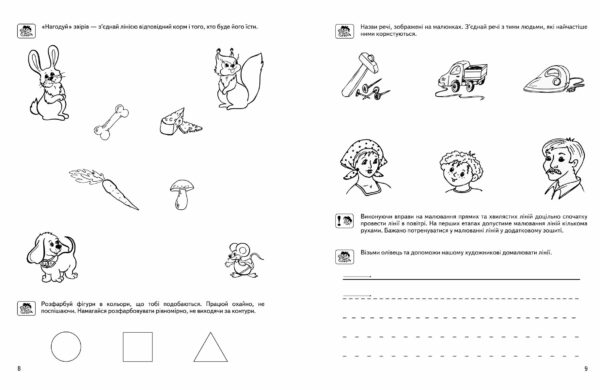 «Нагодуй» звірів — з'єднай лінією відповідний корм і того, хто буде його їсти.
Розфарбуй фігури в кольори, що тобі подобаються. Працюй охайно, не
поспішаючи. Намагайся розфарбовувати рівномірно, не виходячи за контури.
8
Назви речі, зображені на малюнках. З'єднай речі з тими людьми, які найчастіше
ними користуються.
Виконуючи вправи на малювання прямих та хвилястих ліній доцільно спочатку
провести лінії в повітрі. На перших етапах допустиме малювання ліній кількома
рухами. Бажано потренуватися у малюванні ліній у додатковому зошиті.
Візьми олівець та допоможи нашому художникові домалювати лінії.
9